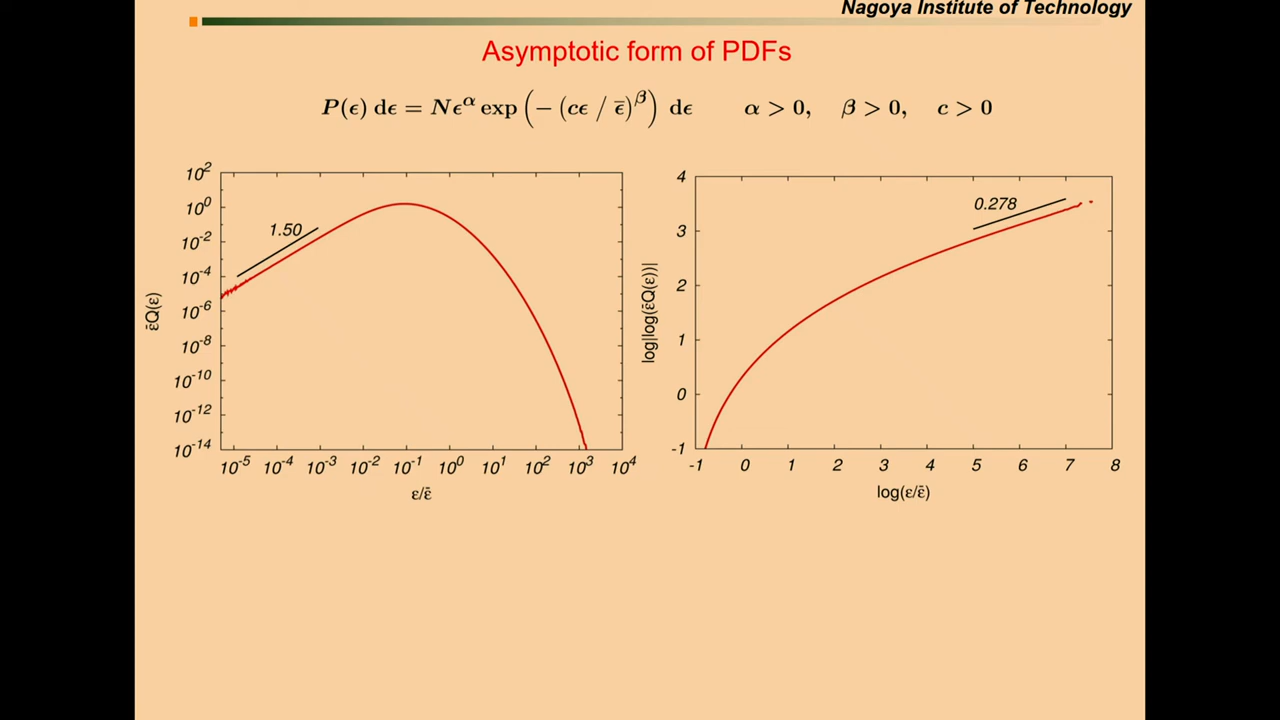 Nagoya Institute of Technology
Asymptotic form of PDFs
P(ϵ) dϵ = Nϵ^α exp (− (cϵ / ϵ̄)^β) dϵ α > 0, β > 0, c > 0
10^2
10^0
10^-2
10^-4
10^-6
10^-8
10^-10
10^-12
10^-14
1.50
ε̄Q(ε)
10^-5 10^-4 10^-3 10^-2 10^-1 10^0 10^1 10^2 10^3 10^4
ε/ε̄
4
3
2
1
0
-1
0.278
log|log(ε̄Q(ε))|
-1 0 1 2 3 4 5 6 7 8
log(ε/ε̄)